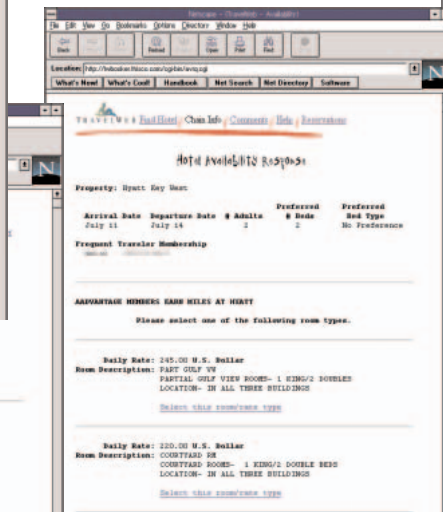 Netscape - [TravelWeb - Availability]
File Edit View Go Bookmarks Options Directory Window Help
Back Reload Open Print Find
Location: http://
What's New! What's Cool! Handbook Net Search Net Directory Software
TRAVELWEB Find Hotel / Chain Info / Comments / Help / Reservations
Hotel Availability Response
Property: Hyatt Key West
Preferred Preferred
Arrival Date Departure Date # Adults # Beds Bed Type
July 11 July 14 2 2 No Preference
Frequent Traveler Membership
AADVANTAGE MEMBERS EARN MILES AT HYATT
Please select one of the following room types.
Daily Rate: 245.00 U.S. Dollar
Room Description: PART GULF VW
PARTIAL GULF VIEW ROOMS- 1 KING/2 DOUBLES
LOCATION- IN ALL THREE BUILDINGS
Select this room/rate type
Daily Rate: 220.00 U.S. Dollar
Room Description: COURTYARD RM
COURTYARD ROOMS- 1 KING/2 DOUBLE BEDS
LOCATION- IN ALL THREE BUILDINGS
Select this room/rate type